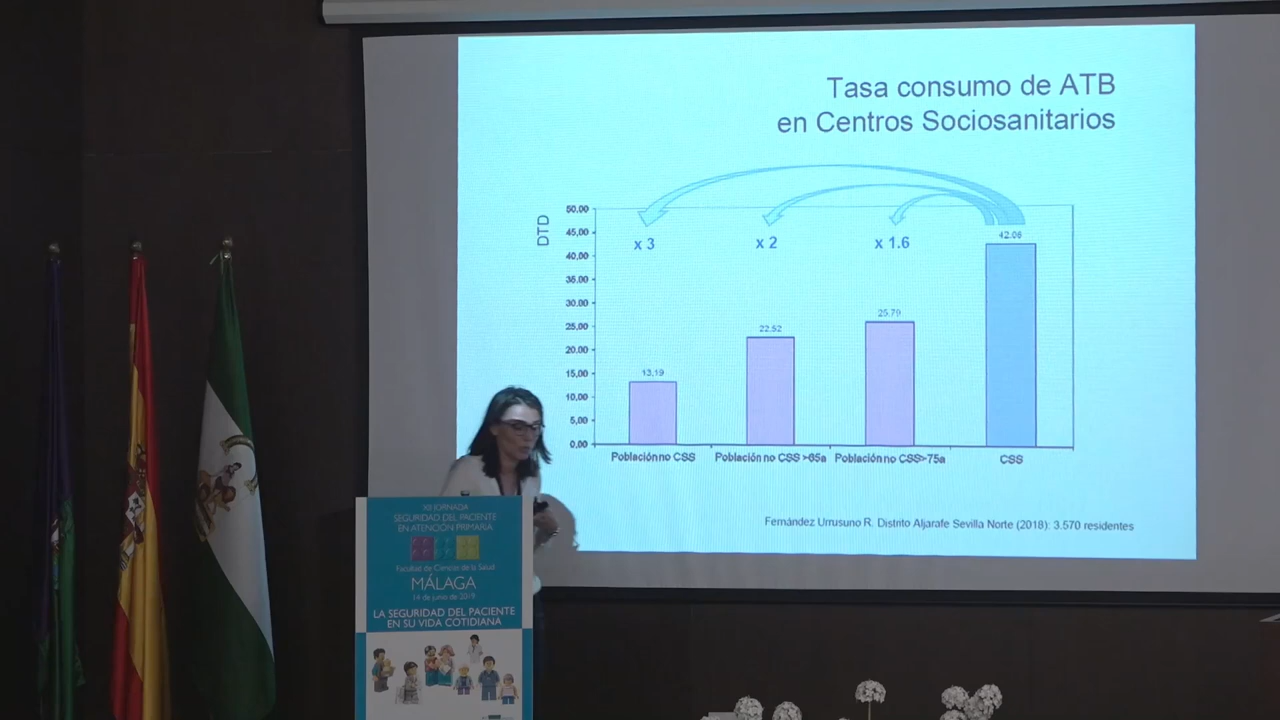 Tasa consumo de ATB
en Centros Sociosanitarios
DTD
50,00
45,00
40,00
35,00
30,00
25,00
20,00
15,00
10,00
5,00
0,00
x 3
x 2
x 1.6
13,19
22.52
25.79
42.06
Población no CSS
Población no CSS >65a
Población no CSS>75a
CSS
Fernández Urrusuno R. Distrito Aljarafe Sevilla Norte (2018): 3.570 residentes
XII JORNADA
SEGURIDAD DEL PACIENTE
EN ATENCIÓN PRIMARIA
Facultad de Ciencias de la Salud
MÁLAGA
14 de junio de 2019
LA SEGURIDAD DEL PACIENTE
EN SU VIDA COTIDIANA